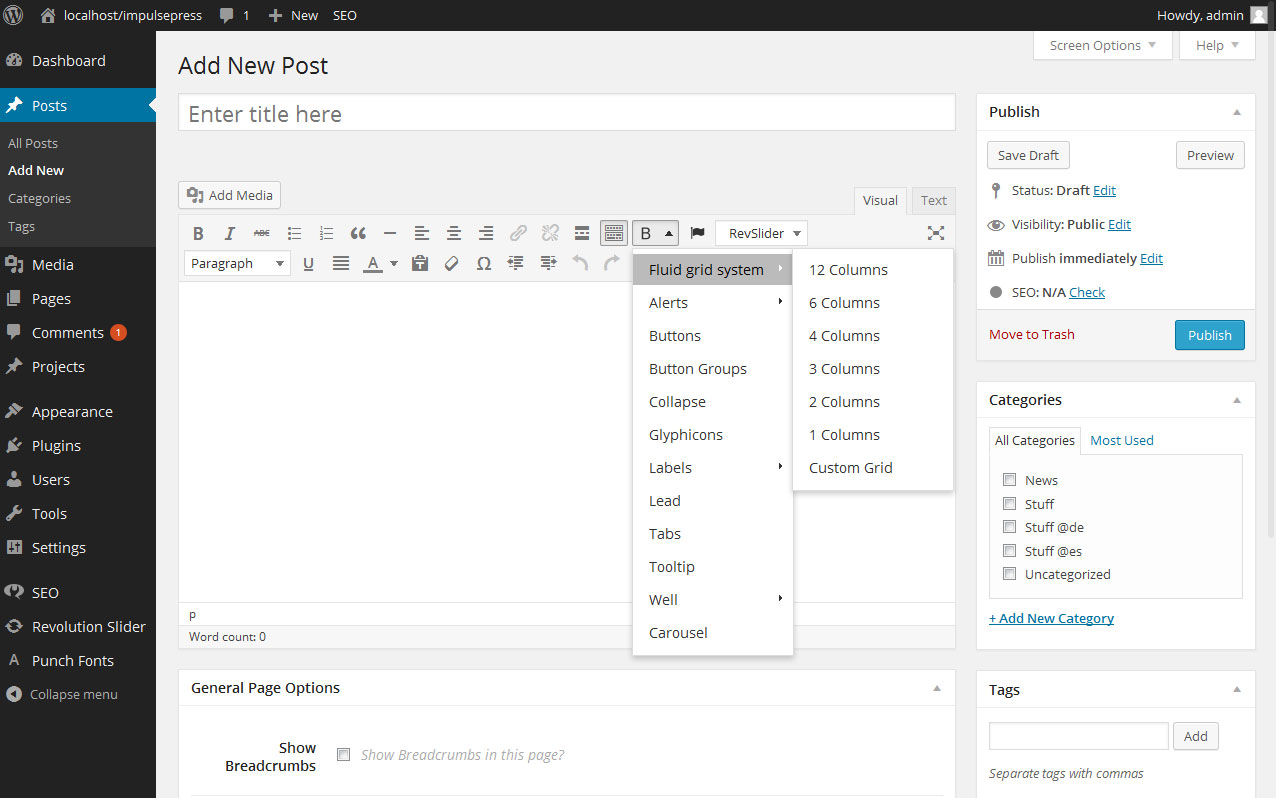 localhost/impulsepress 1 New SEO Howdy, admin
Screen Options Help
Dashboard
Posts
All Posts
Add New
Categories
Tags
Media
Pages
Comments 1
Projects
Appearance
Plugins
Users
Tools
Settings
SEO
Revolution Slider
A Punch Fonts
Collapse menu
Add New Post
Enter title here
Add Media
Visual Text
B I ABC B RevSlider
Paragraph U A Ω
Fluid grid system
Alerts
Buttons
Button Groups
Collapse
Glyphicons
Labels
Lead
Tabs
Tooltip
Well
Carousel
12 Columns
6 Columns
4 Columns
3 Columns
2 Columns
1 Columns
Custom Grid
p
Word count: 0
General Page Options
Show
Breadcrumbs
Show Breadcrumbs in this page?
Publish
Save Draft Preview
Status: Draft Edit
Visibility: Public Edit
Publish immediately Edit
SEO: N/A Check
Move to Trash Publish
Categories
All Categories Most Used
News
Stuff
Stuff @de
Stuff @es
Uncategorized
+ Add New Category
Tags
Add
Separate tags with commas